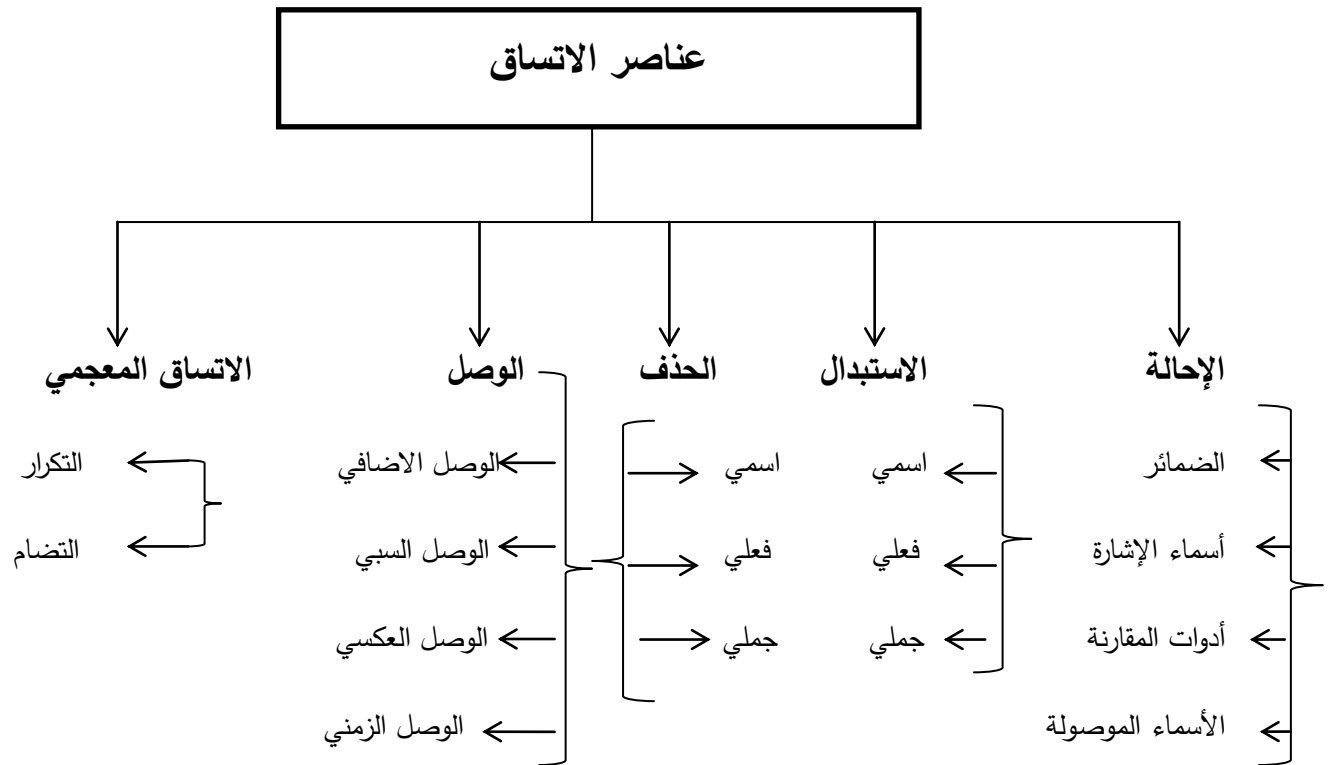 عناصر الاتساق
الإحالة
الاستبدال
الحذف
الوصل
الاتساق المعجمي
الضمائر
اسمي
اسمي
الوصل الاضافي
التكرار
أسماء الإشارة
فعلي
فعلي
الوصل السبي
التضام
أدوات المقارنة
جملي
جملي
الوصل العكسي
الأسماء الموصولة
الوصل الزمني